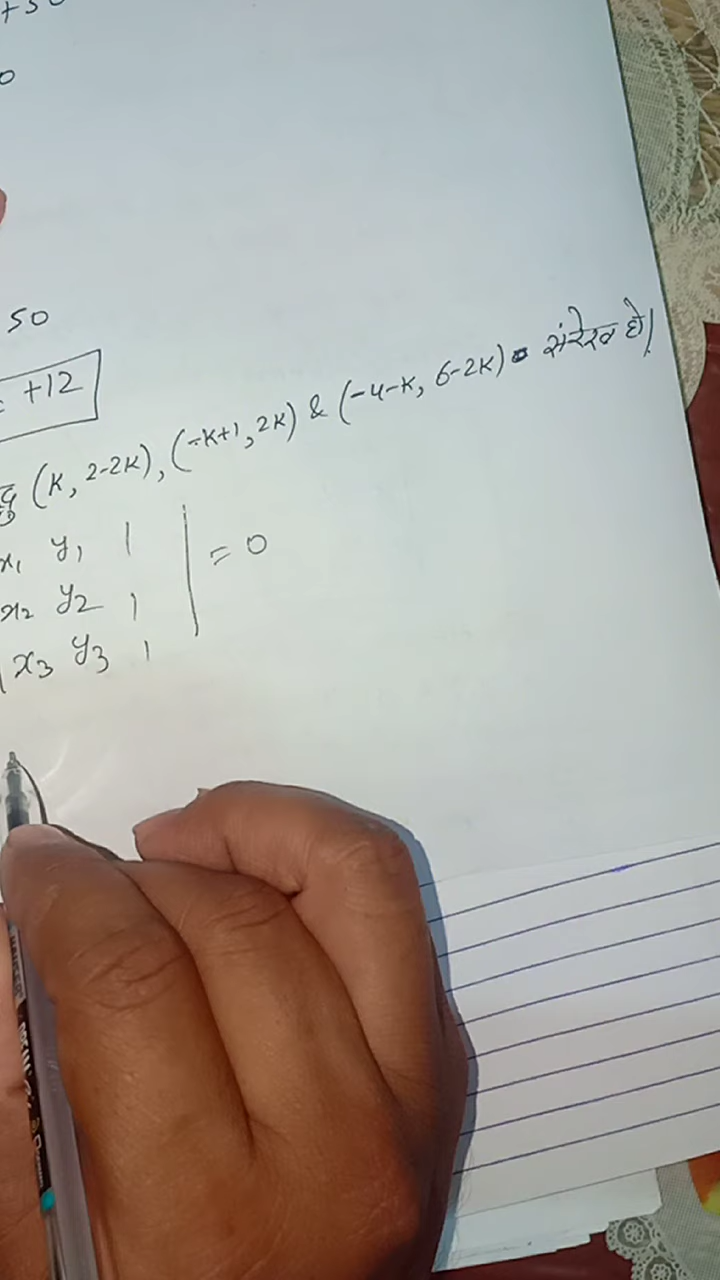 50
+12
(K, 2-2K), (-K+1, 2K) & (-4-K, 6-2K) संरेख हो।
x₁ y₁ 1
x₂ y₂ 1 = 0
x₃ y₃ 1